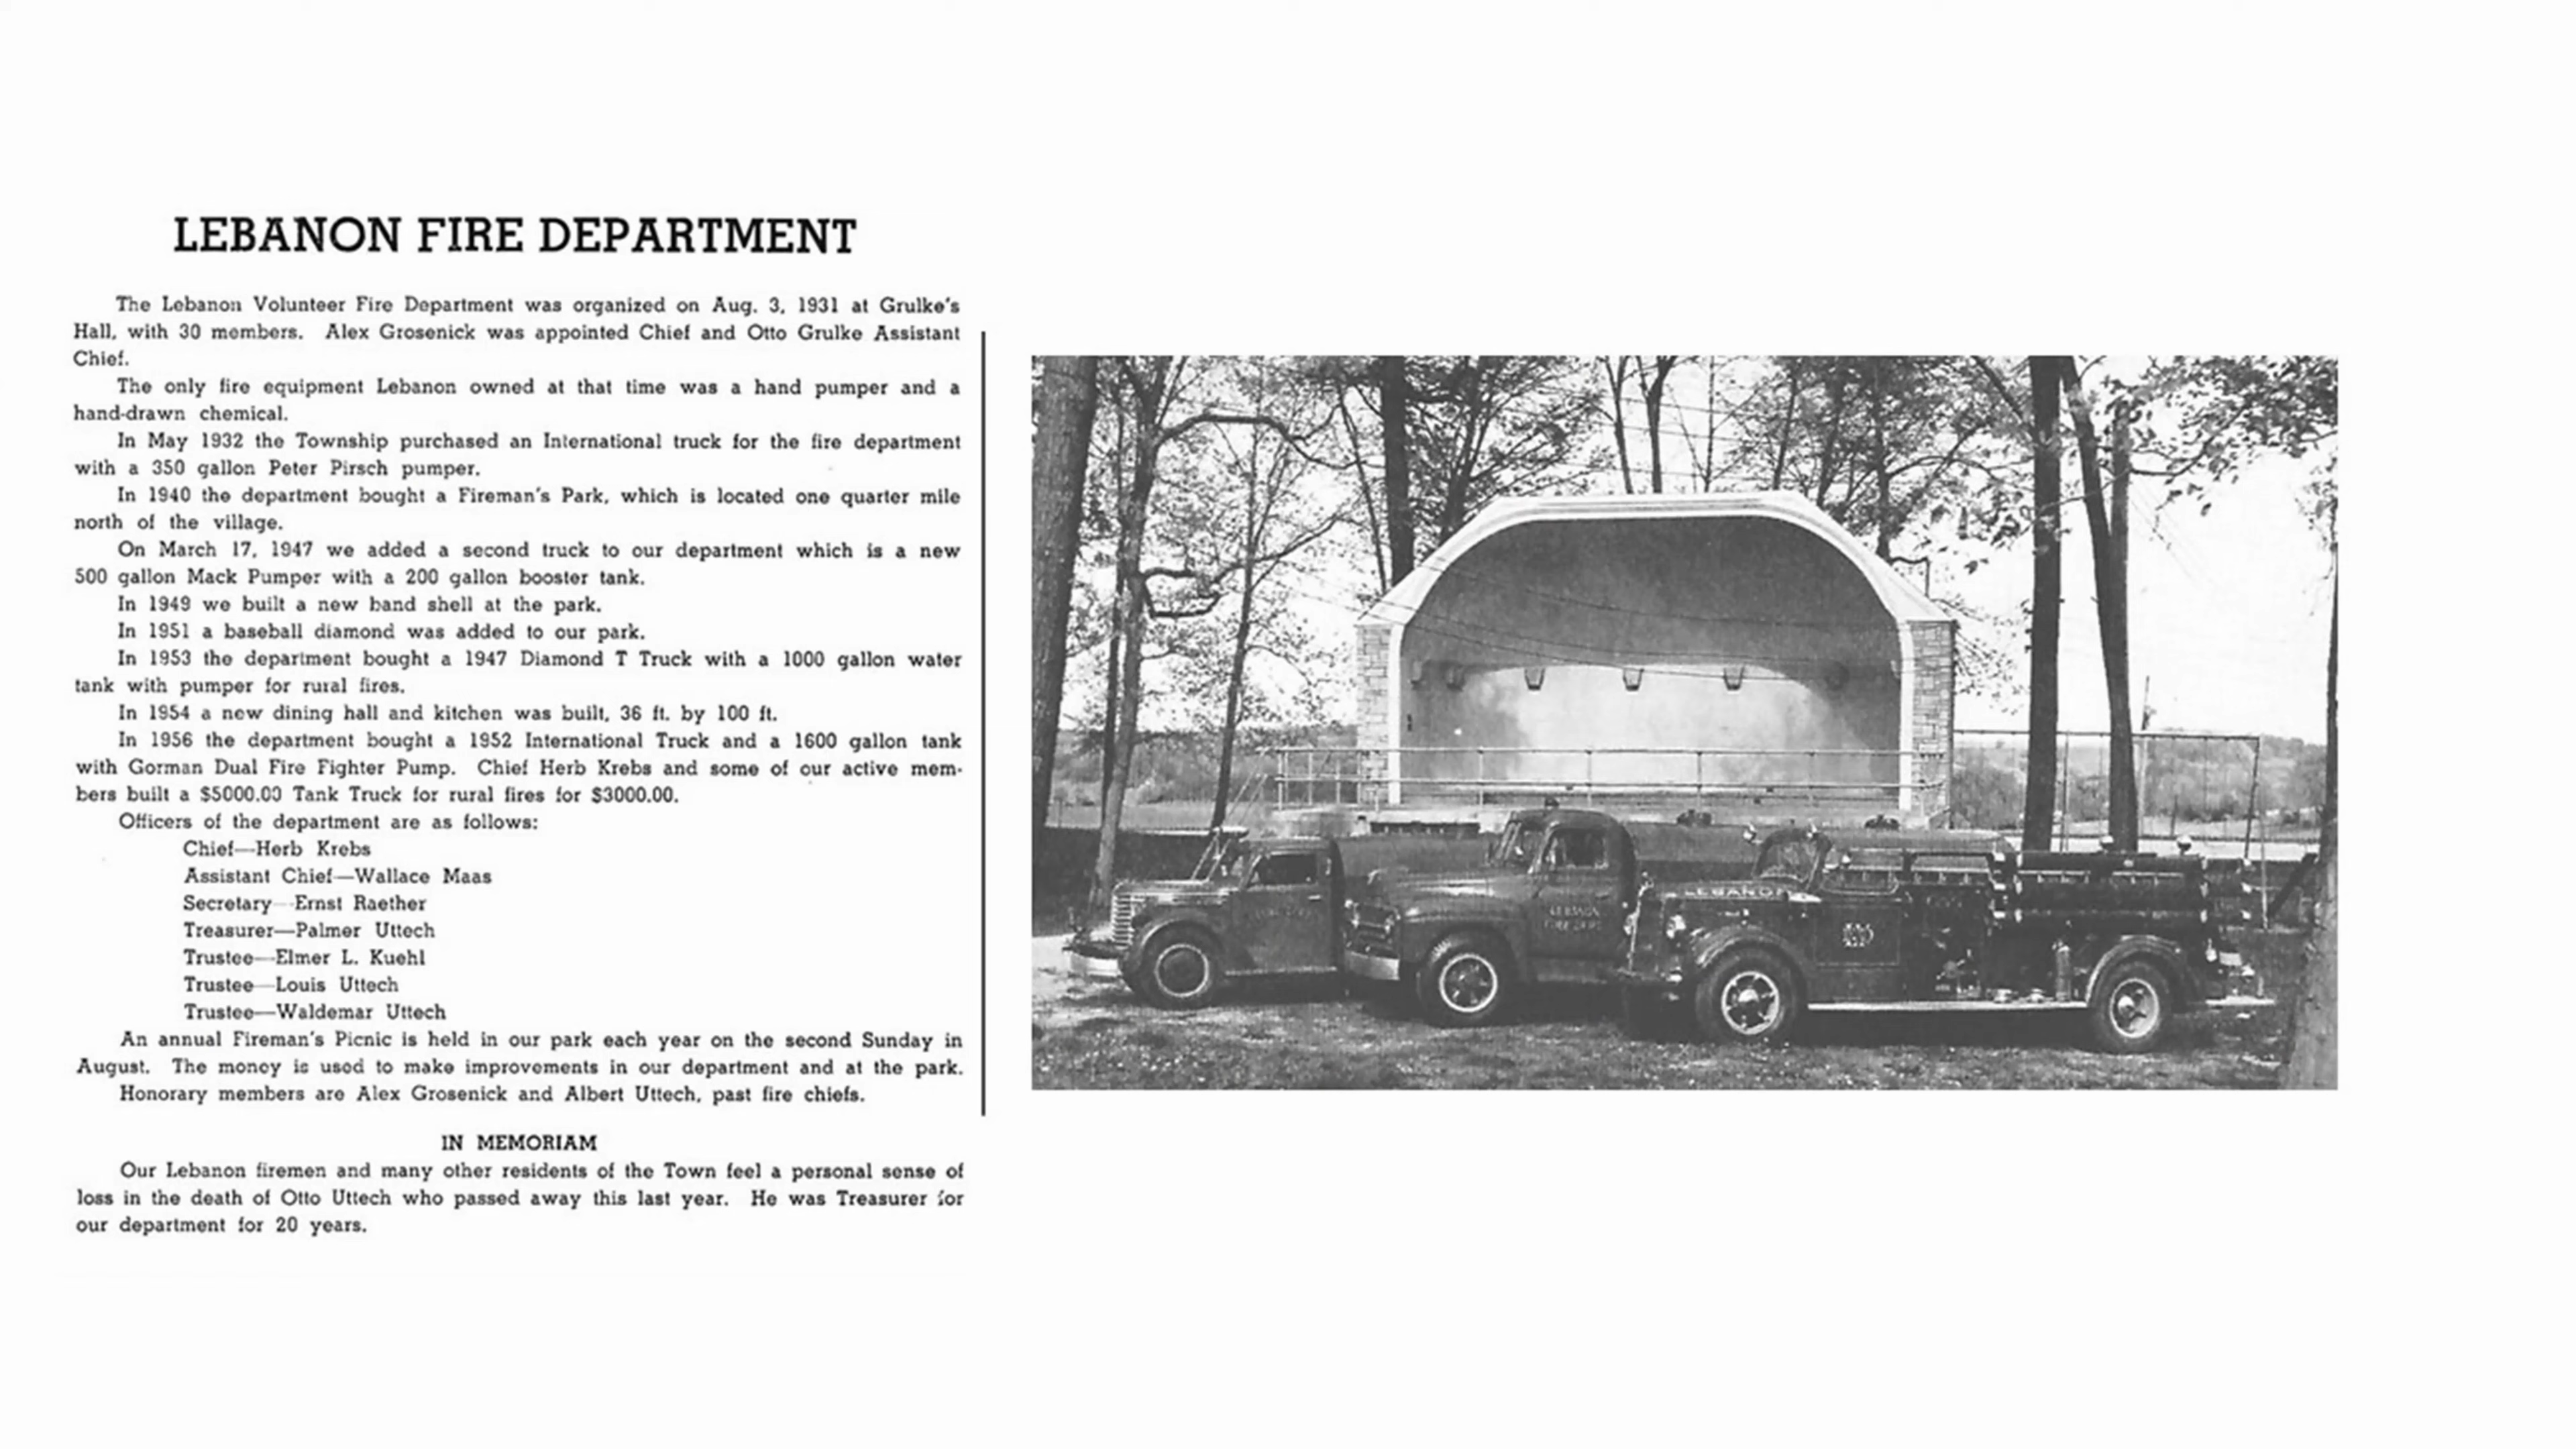 LEBANON FIRE DEPARTMENT
The Lebanon Volunteer Fire Department was organized on Aug. 3, 1931 at Grulke's
Hall, with 30 members. Alex Grosenick was appointed Chief and Otto Grulke Assistant
Chief.
The only fire equipment Lebanon owned at that time was a hand pumper and a
hand-drawn chemical.
In May 1932 the Township purchased an International truck for the fire department
with a 350 gallon Peter Pirsch pumper.
In 1940 the department bought a Fireman's Park, which is located one quarter mile
north of the village.
On March 17, 1947 we added a second truck to our department which is a new
500 gallon Mack Pumper with a 200 gallon booster tank.
In 1949 we built a new band shell at the park.
In 1951 a baseball diamond was added to our park.
In 1953 the department bought a 1947 Diamond T Truck with a 1000 gallon water
tank with pumper for rural fires.
In 1954 a new dining hall and kitchen was built, 36 ft. by 100 ft.
In 1956 the department bought a 1952 International Truck and a 1600 gallon tank
with Gorman Dual Fire Fighter Pump. Chief Herb Krebs and some of our active mem-
bers built a $5000.00 Tank Truck for rural fires for $3000.00.
Officers of the department are as follows:
Chief—Herb Krebs
Assistant Chief—Wallace Maas
Secretary—Ernst Raether
Treasurer—Palmer Uttech
Trustee—Elmer L. Kuehl
Trustee—Louis Uttech
Trustee—Waldemar Uttech
An annual Fireman's Picnic is held in our park each year on the second Sunday in
August. The money is used to make improvements in our department and at the park.
Honorary members are Alex Grosenick and Albert Uttech, past fire chiefs.
IN MEMORIAM
Our Lebanon firemen and many other residents of the Town feel a personal sense of
loss in the death of Otto Uttech who passed away this last year. He was Treasurer for
our department for 20 years.
LEBANON
FIRE DEPT
LEBANON